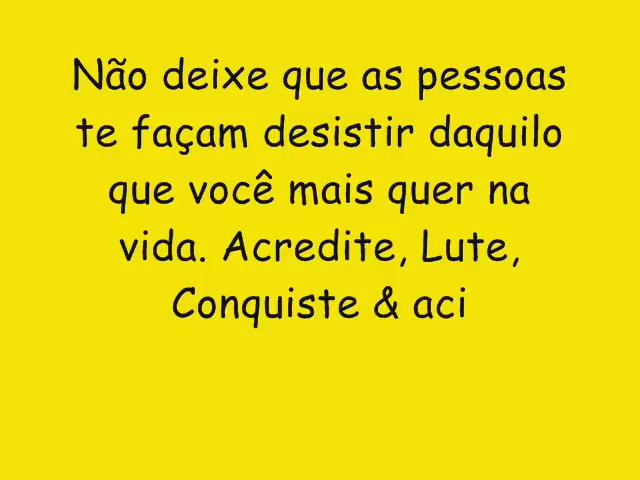 Não deixe que as pessoas
te façam desistir daquilo
que você mais quer na
vida. Acredite, Lute,
Conquiste & aci